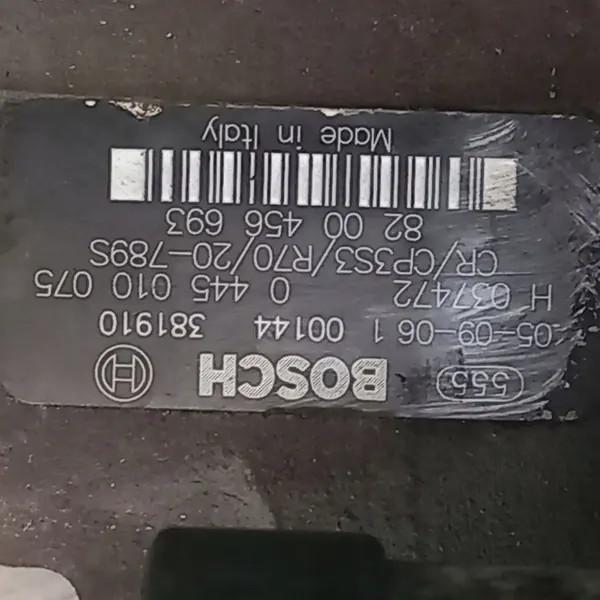 555 BOSCH
05-09-06 1 00144 381910
H 037472 0 445 010 075
CR/CP3S3/R70/20-789S
82 00 456 693
Made in Italy